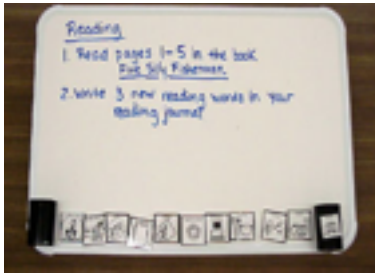 Reading
1. Read pages 1-5 in the book
Five Silly Fishermen.
2. Write 3 new reading words in your
reading journal